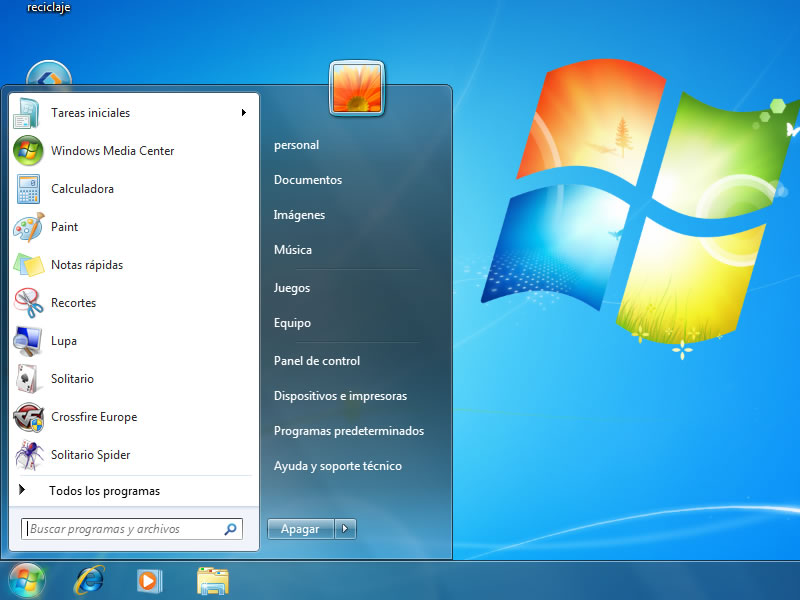 reciclaje
Tareas iniciales
Windows Media Center
Calculadora
Paint
Notas rápidas
Recortes
Lupa
Solitario
Crossfire Europe
Solitario Spider
Todos los programas
Buscar programas y archivos
personal
Documentos
Imágenes
Música
Juegos
Equipo
Panel de control
Dispositivos e impresoras
Programas predeterminados
Ayuda y soporte técnico
Apagar